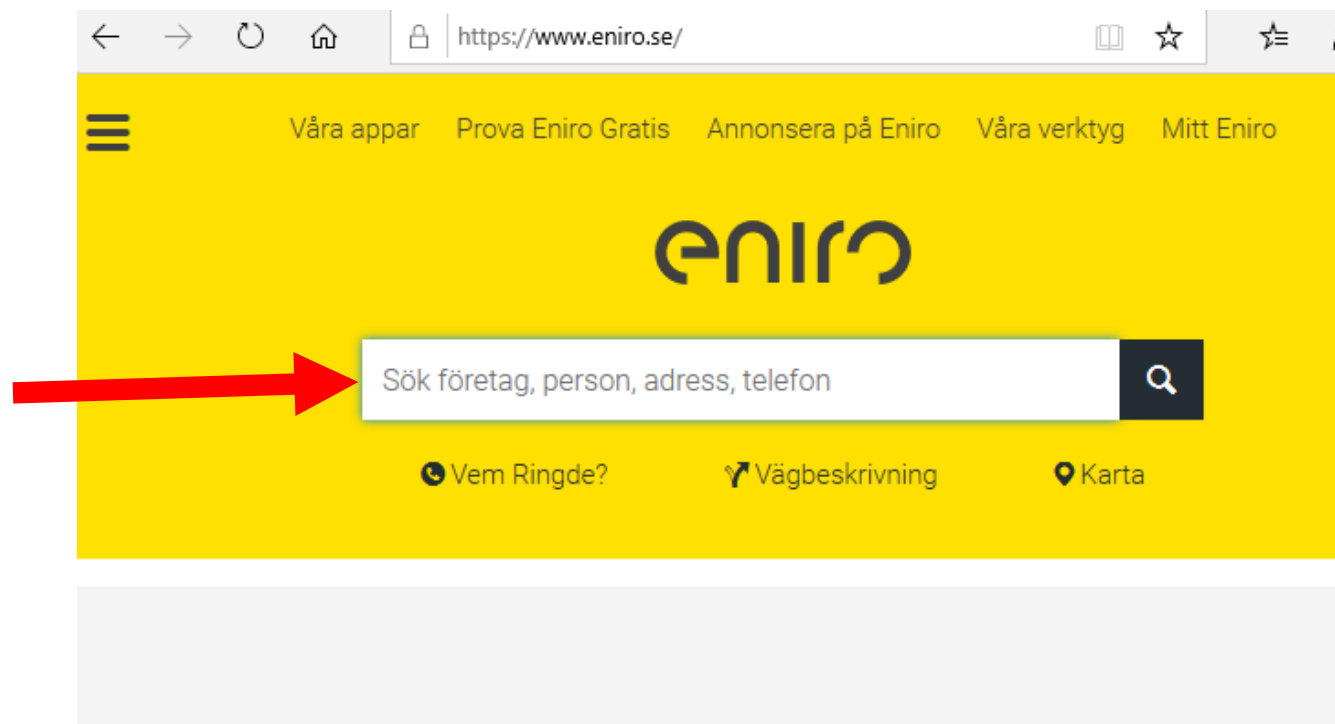 https://www.eniro.se/
Våra appar Prova Eniro Gratis Annonsera på Eniro Våra verktyg Mitt Eniro
eniro
Sök företag, person, adress, telefon
Vem Ringde? Vägbeskrivning Karta